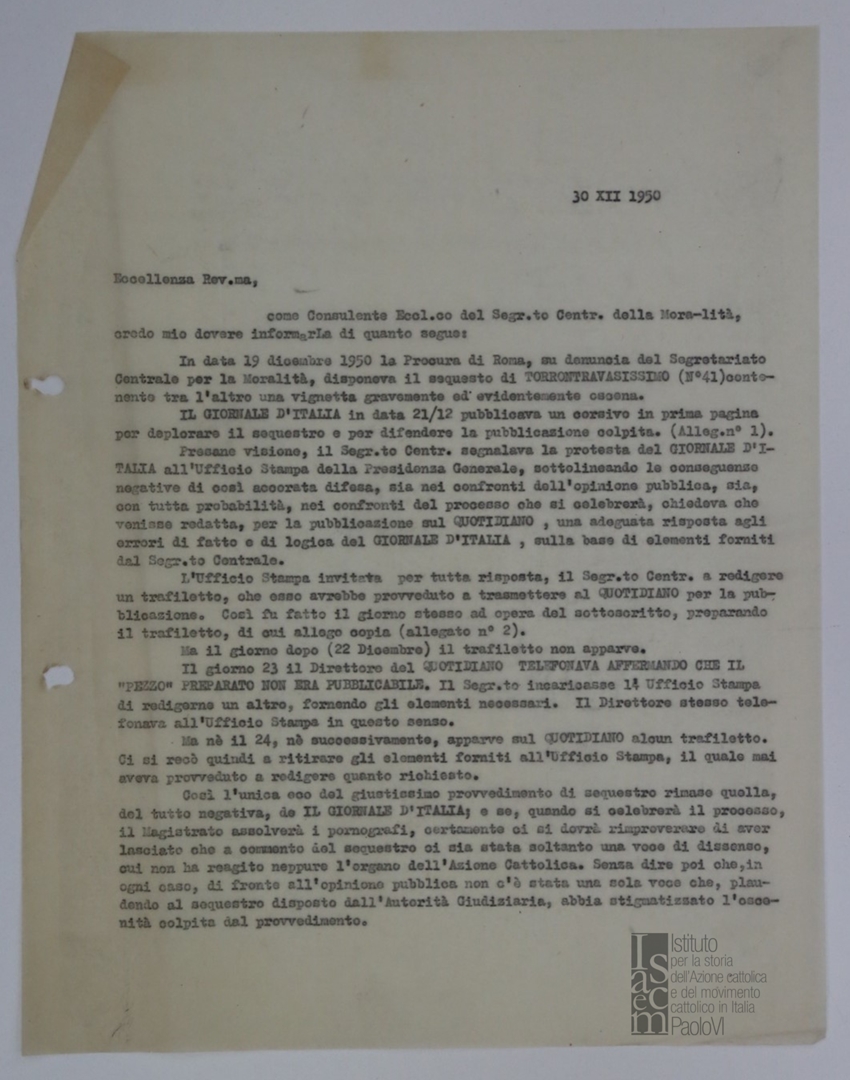 30 XII 1950
Eccellenza Rev.ma,
come Consulente Eccl.co del Segr.to Centr. della Mora-lità,
credo mio dovere informarLa di quanto segue:
In data 19 dicembre 1950 la Procura di Roma, su denuncia del Segretariato
Centrale per la Moralità, disponeva il sequesto di TORRONTRAVASISSIMO (N°41)conte-
nente tra l'altro una vignetta gravemente ed evidentemente oscena.
IL GIORNALE D'ITALIA in data 21/12 pubblicava un corsivo in prima pagina
per deplorare il sequestro e per difendere la pubblicazione colpita. (Alleg.n° 1).
Presane visione, il Segr.to Centr. segnalava la protesta del GIORNALE D'I-
TALIA all'Ufficio Stampa della Presidenza Generale, sottolineando le conseguenze
negative di così accorata difesa, sia nei confronti dell'opinione pubblica, sia,
con tutta probabilità, nei confronti del processo che si celebrerà, chiedeva che
venisse redatta, per la pubblicazione sul QUOTIDIANO , una adeguata risposta agli
errori di fatto e di logica del GIORNALE D'ITALIA , sulla base di elementi forniti
dal Segr.to Centrale.
L'Ufficio Stampa invitata per tutta risposta, il Segr.to Centr. a redigere
un trafiletto, che esso avrebbe provveduto a trasmettere al QUOTIDIANO per la pub-
blicazione. Così fu fatto il giorno stesso ad opera del sottoscritto, preparando
il trafiletto, di cui allego copia (allegato n° 2).
Ma il giorno dopo (22 Dicembre) il trafiletto non apparve.
Il giorno 23 il Direttore del QUOTIDIANO TELEFONAVA AFFERMANDO CHE IL
"PEZZO" PREPARATO NON ERA PUBBLICABILE. Il Segr.to incaricasse l' Ufficio Stampa
di redigerne un altro, fornendo gli elementi necessari. Il Direttore stesso tele-
fonava all'Ufficio Stampa in questo senso.
Ma nè il 24, nè successivamente, apparve sul QUOTIDIANO alcun trafiletto.
Ci si recò quindi a ritirare gli elementi forniti all'Ufficio Stampa, il quale mai
aveva provveduto a redigere quanto richiesto.
Così l'unica eco del giustissimo provvedimento di sequestro rimase quella,
del tutto negativa, de IL GIORNALE D'ITALIA; e se, quando si celebrerà il processo,
il Magistrato assolverà i pornografi, certamente ci si dovrà rimproverare di aver
lasciato che a commento del sequestro ci sia stata soltanto una voce di dissenso,
cui non ha reagito neppure l'organo dell'Azione Cattolica. Senza dire poi che,in
ogni caso, di fronte all'opinione pubblica non c'è stata una sola voce che, plau-
dendo al sequestro disposto dall'Autorità Giudiziaria, abbia stigmatizzato l'osce-
nità colpita dal provvedimento.
Isacem
Istituto
per la storia
dell'Azione cattolica
e del movimento
cattolico in Italia
PaoloVI